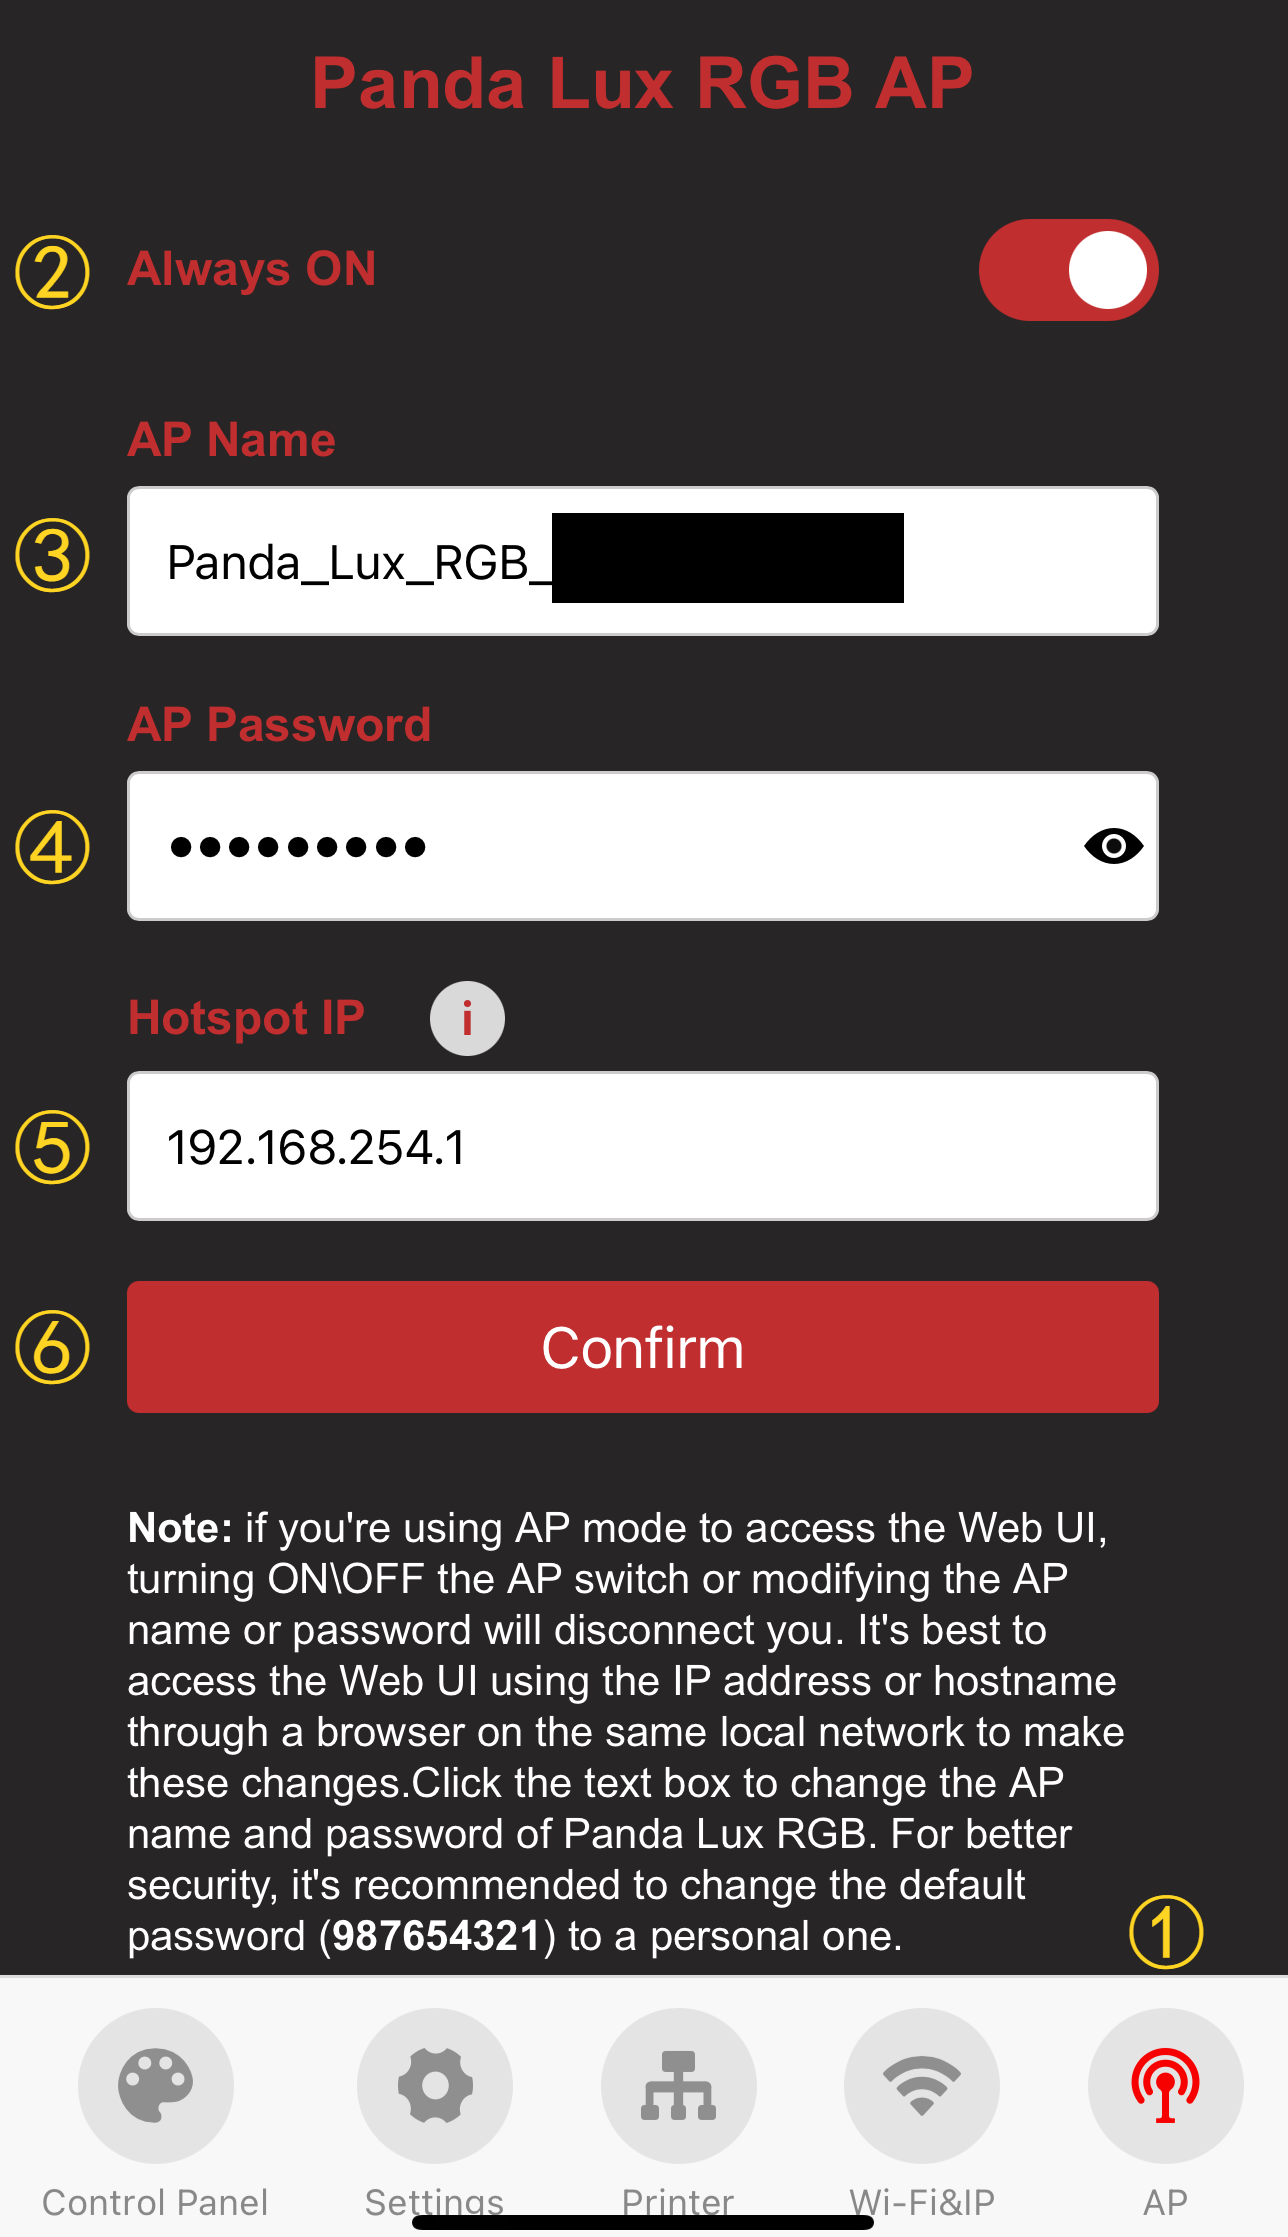 Panda Lux RGB AP
② Always ON
AP Name
③ Panda_Lux_RGB_
AP Password
④ •••••••••
Hotspot IP i
⑤ 192.168.254.1
⑥ Confirm
Note: if you're using AP mode to access the Web UI,
turning ON\OFF the AP switch or modifying the AP
name or password will disconnect you. It's best to
access the Web UI using the IP address or hostname
through a browser on the same local network to make
these changes.Click the text box to change the AP
name and password of Panda Lux RGB. For better
security, it's recommended to change the default
password (987654321) to a personal one.
①
Control Panel Settings Printer Wi-Fi&IP AP